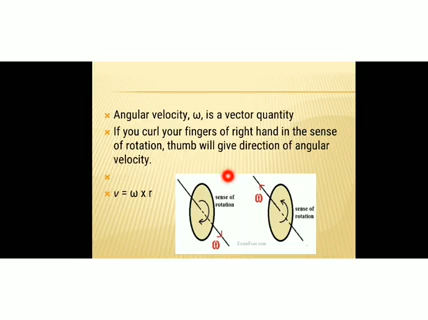 Angular velocity, ω, is a vector quantity
If you curl your fingers of right hand in the sense
of rotation, thumb will give direction of angular
velocity.
v = ω x r
sense of
rotation
ω
ω
sense of
rotation